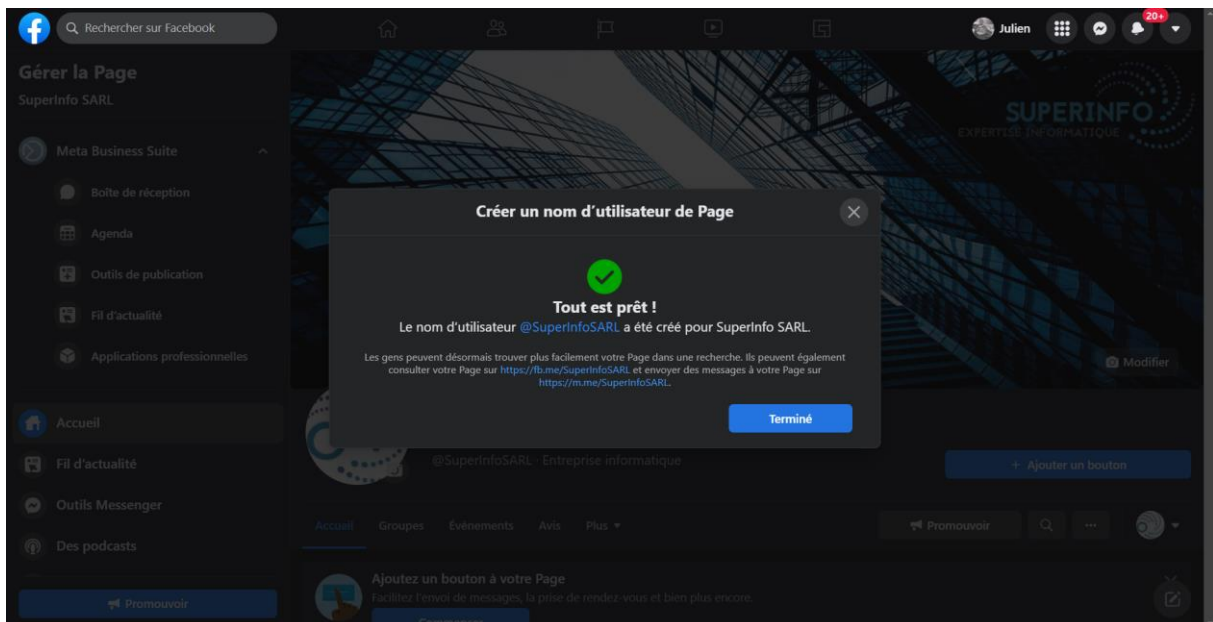 Rechercher sur Facebook
Julien
20+
Gérer la Page
SuperInfo SARL
Meta Business Suite
Boîte de réception
Agenda
Outils de publication
Fil d'actualité
Applications professionnelles
Accueil
Fil d'actualité
Outils Messenger
Des podcasts
Promouvoir
SUPERINFO
EXPERTISE INFORMATIQUE
Créer un nom d'utilisateur de Page
Tout est prêt !
Le nom d'utilisateur @SuperInfoSARL a été créé pour SuperInfo SARL.
Les gens peuvent désormais trouver plus facilement votre Page dans une recherche. Ils peuvent également
consulter votre Page sur https://fb.me/SuperInfoSARL et envoyer des messages à votre Page sur
https://m.me/SuperInfoSARL.
Terminé
Modifier
@SuperInfoSARL · Entreprise informatique
+ Ajouter un bouton
Accueil Groupes Évènements Avis Plus
Promouvoir
Ajoutez un bouton à votre Page
Facilitez l'envoi de messages, la prise de rendez-vous et bien plus encore.